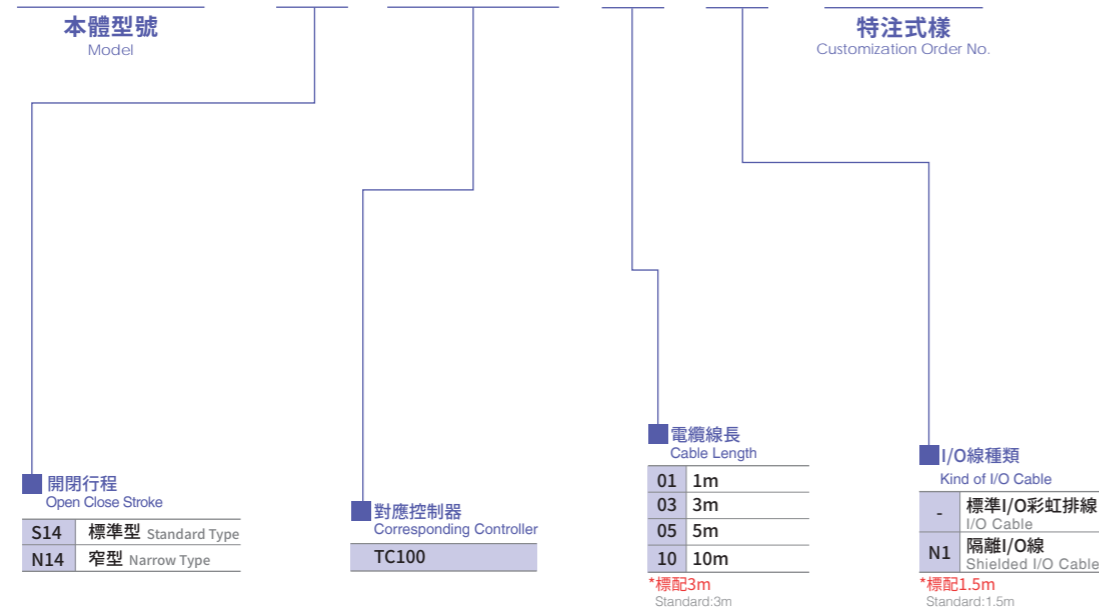 本體型號
Model
特注式樣
Customization Order No.
開閉行程
Open Close Stroke
S14 標準型 Standard Type
N14 窄型 Narrow Type
對應控制器
Corresponding Controller
TC100
電纜線長
Cable Length
01 1m
03 3m
05 5m
10 10m
*標配3m
Standard:3m
I/O線種類
Kind of I/O Cable
- 標準I/O彩虹排線
I/O Cable
N1 隔離I/O線
Shielded I/O Cable
*標配1.5m
Standard:1.5m